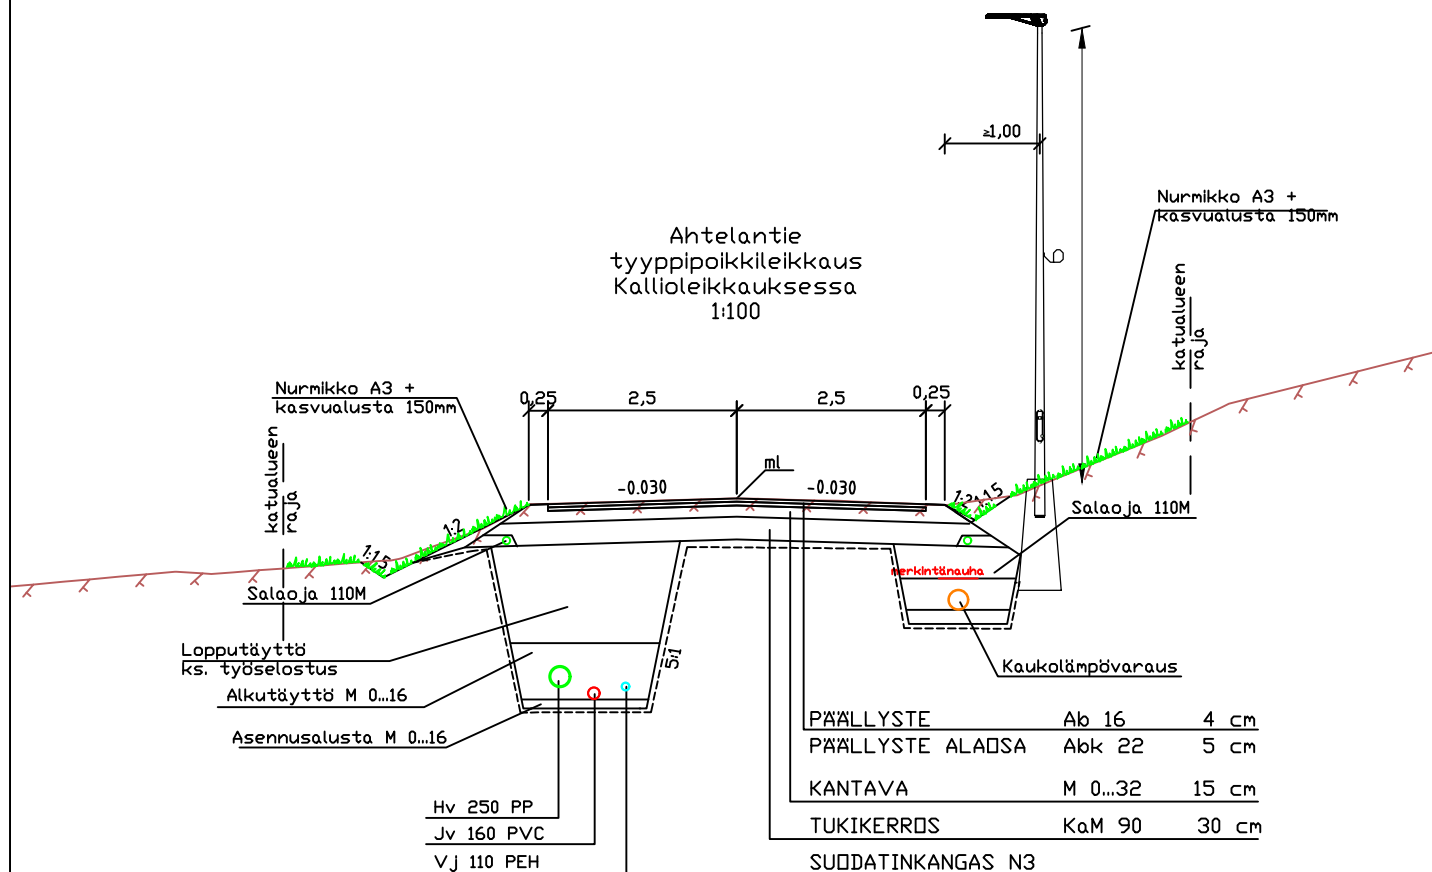 ≥1,00
Nurmikko A3 +
kasvualusta 150mm
Ahtelantie
tyyppipoikkileikkaus
Kallioleikkauksessa
1:100
katualueen
raja
Nurmikko A3 +
kasvualusta 150mm
0,25
2,5
2,5
0,25
katualueen
raja
ml
-0.030
-0.030
1:2
1:1.5
1:2
1:1.5
Salaoja 110M
Salaoja 110M
merkintänauha
Lopputäyttö
ks. työselostus
5:1
Kaukolämpövaraus
Alkutäyttö M 0...16
Asennusalusta M 0...16
PÄÄLLYSTE Ab 16 4 cm
PÄÄLLYSTE ALAOSA Abk 22 5 cm
KANTAVA M 0...32 15 cm
TUKIKERROS KaM 90 30 cm
SUODATINKANGAS N3
Hv 250 PP
Jv 160 PVC
Vj 110 PEH